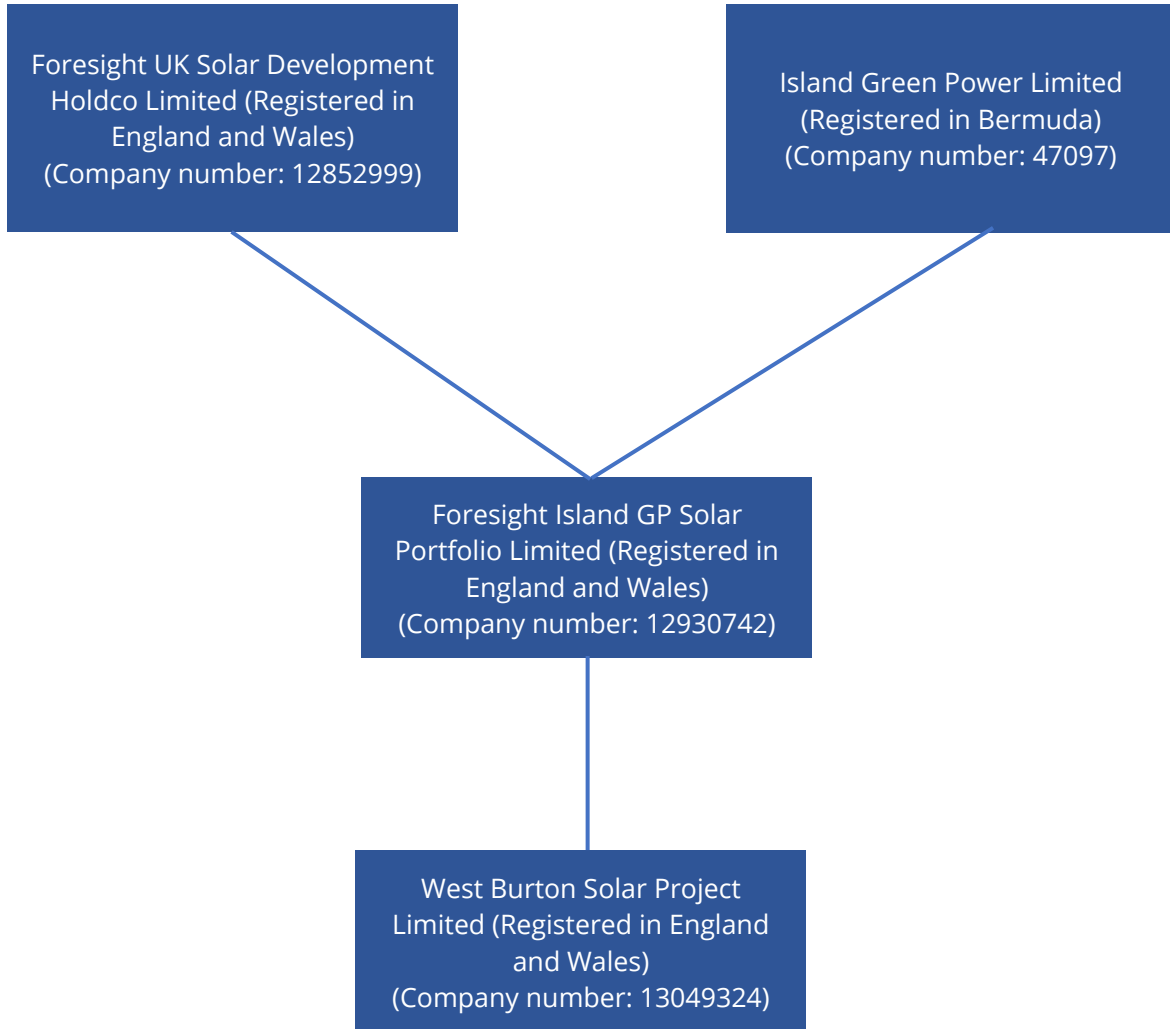 Foresight UK Solar Development
Holdco Limited (Registered in
England and Wales)
(Company number: 12852999)
Island Green Power Limited
(Registered in Bermuda)
(Company number: 47097)
Foresight Island GP Solar
Portfolio Limited (Registered in
England and Wales)
(Company number: 12930742)
West Burton Solar Project
Limited (Registered in England
and Wales)
(Company number: 13049324)